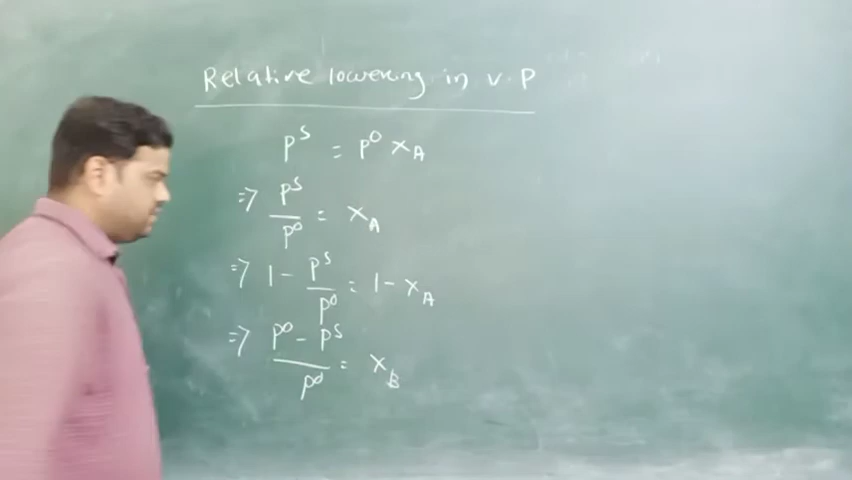 Relative lowering in v.P
P^S = P^0 x_A
⇒ P^S/P^0 = x_A
⇒ 1 - P^S/P^0 = 1 - x_A
⇒ (P^0 - P^S)/P^0 = x_B